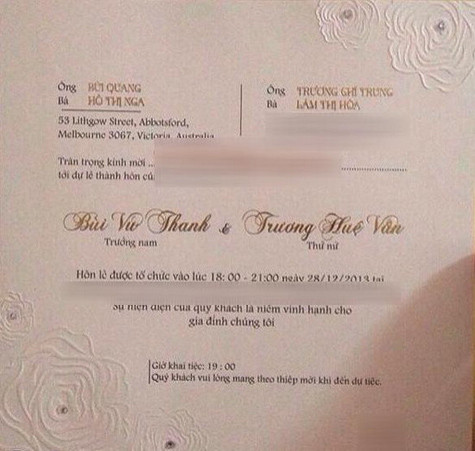 Ông BÙI QUANG
Bà HỒ THỊ NGA
53 Lithgow Street, Abbotsford,
Melbourne 3067, Victoria, Australia
Ông TRƯƠNG GHI TRUNG
Bà LÂM THỊ HÒA
Trân trọng kính mời ..
tới dự lễ thành hôn củ
Bùi Vũ Thanh & Trương Huệ Vân
Trưởng nam Thứ nữ
Hôn lễ được tổ chức vào lúc 18: 00 - 21:00 ngày 28/12/2013 tại
Sự hiện diện của quý khách là niềm vinh hạnh cho
gia đình chúng tôi
Giờ khai tiệc: 19 : 00
Quý khách vui lòng mang theo thiệp mời khi đến dự tiệc.